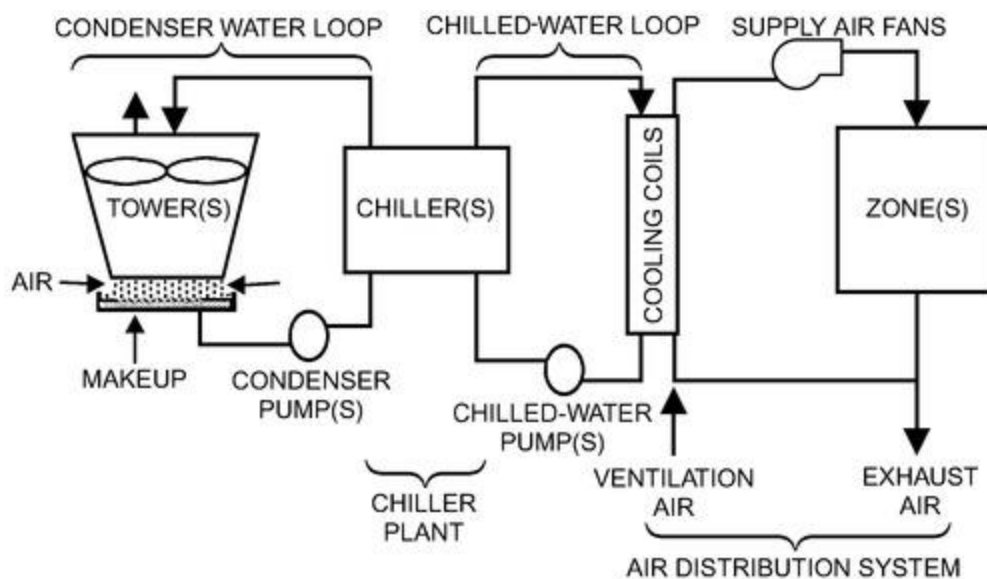 CONDENSER WATER LOOP
CHILLED-WATER LOOP
SUPPLY AIR FANS
TOWER(S)
CHILLER(S)
COOLING COILS
ZONE(S)
AIR
MAKEUP
CONDENSER
PUMP(S)
CHILLED-WATER
PUMP(S)
VENTILATION
AIR
EXHAUST
AIR
CHILLER
PLANT
AIR DISTRIBUTION SYSTEM